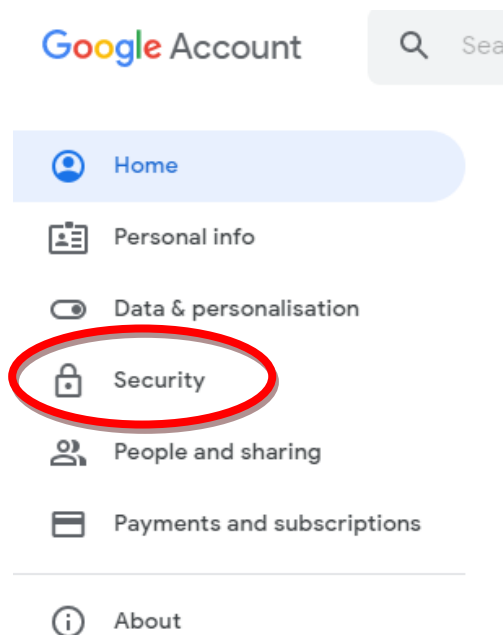 Google Account
Sea
Home
Personal info
Data & personalisation
Security
People and sharing
Payments and subscriptions
About